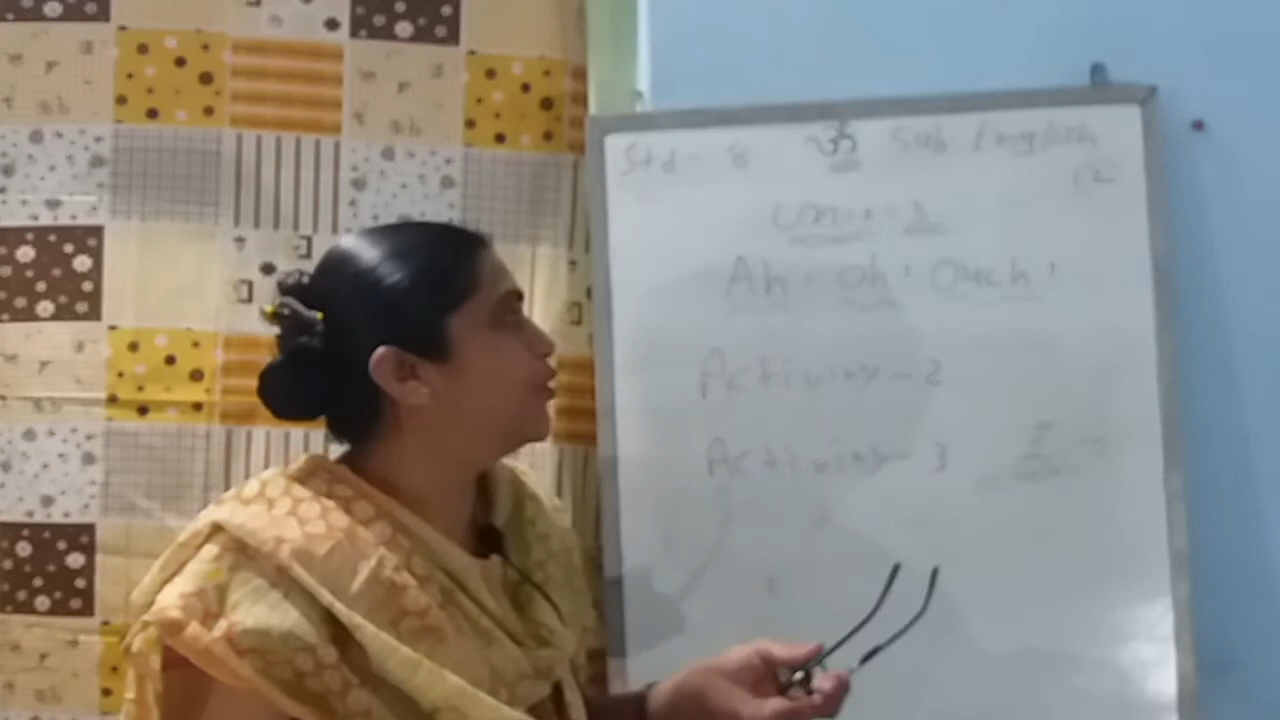 Std - 8 ॐ Sub English
Unit - 1
Ah - oh! Ouch!
Activity - 2
Activity - 3